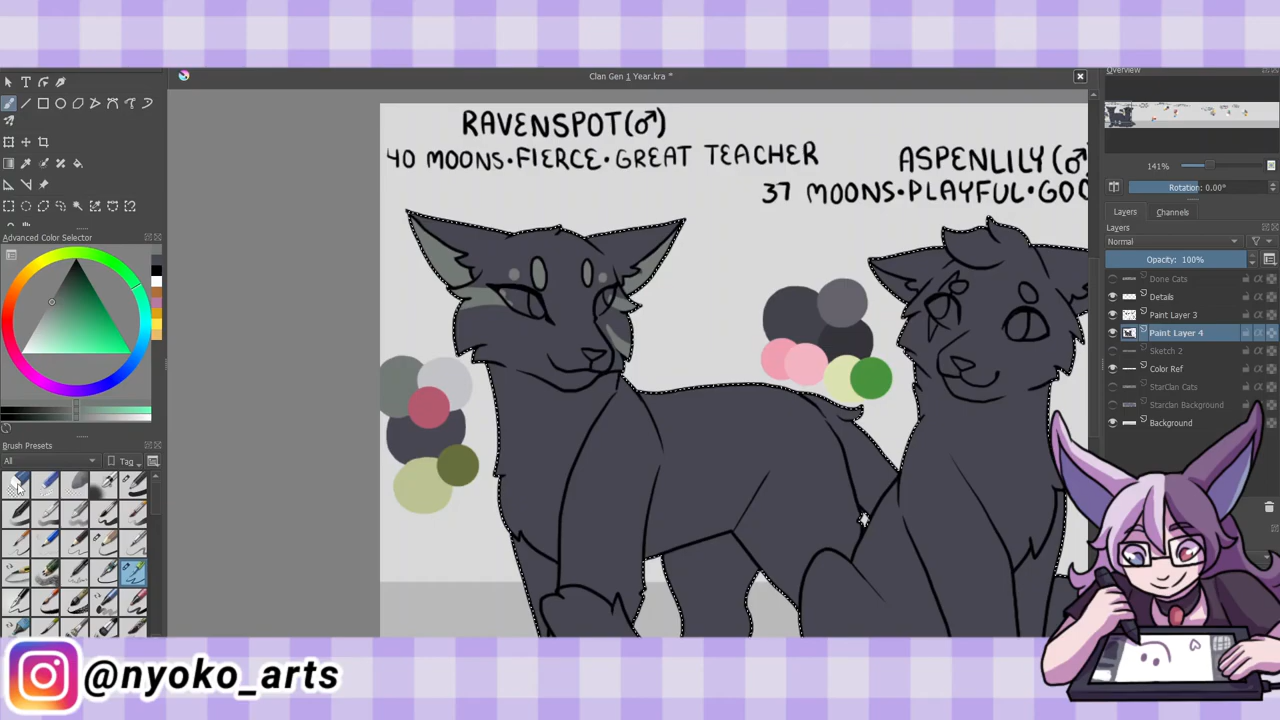 Clan Gen 1 Year.kra *
Overview
141%
Rotation: 0.00°
Layers
Channels
Layers
Normal
Opacity: 100%
Done Cats
Details
Paint Layer 3
Paint Layer 4
Sketch 2
Color Ref
StarClan Cats
Starclan Background
Background
Advanced Color Selector
Brush Presets
All
Tag
RAVENSPOT(♂)
40 MOONS•FIERCE•GREAT TEACHER
ASPENLILY (♂
37 MOONS•PLAYFUL•GOO
@nyoko_arts